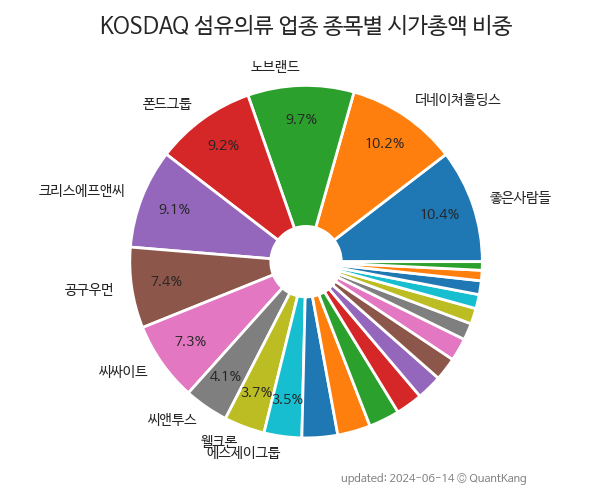 KOSDAQ 섬유의류 업종 종목별 시가총액 비중
노브랜드
폰드그룹
더네이쳐홀딩스
9.7%
9.2%
10.2%
크리스에프앤씨
좋은사람들
9.1%
10.4%
공구우먼
7.4%
씨싸이트
7.3%
4.1%
3.7%
3.5%
씨앤투스
웰크론
에스제이그룹
updated: 2024-06-14 © QuantKang